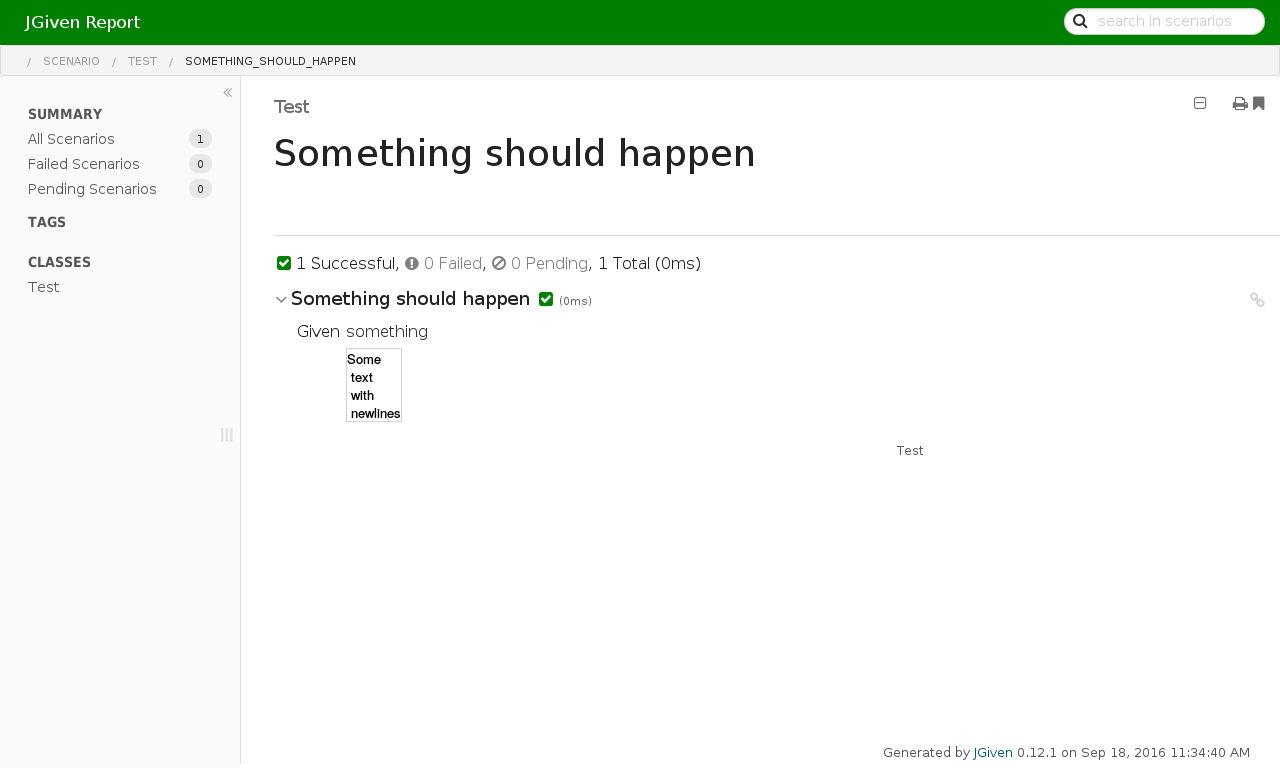 JGiven Report
search in scenarios
/ SCENARIO / TEST / SOMETHING_SHOULD_HAPPEN
SUMMARY
All Scenarios 1
Failed Scenarios 0
Pending Scenarios 0
TAGS
CLASSES
Test
Test
Something should happen
1 Successful, 0 Failed, 0 Pending, 1 Total (0ms)
Something should happen (0ms)
Given something
Some
text
with
newlines
Test
Generated by JGiven 0.12.1 on Sep 18, 2016 11:34:40 AM